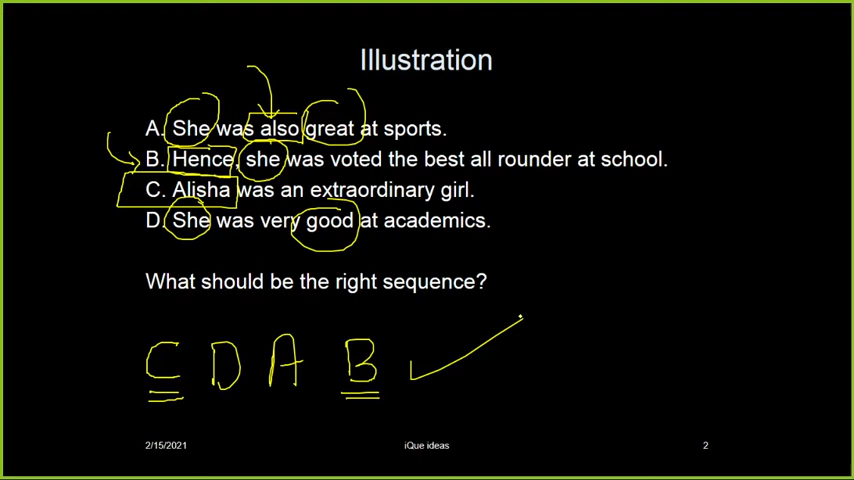 Illustration
A. She was also great at sports.
B. Hence, she was voted the best all rounder at school.
C. Alisha was an extraordinary girl.
D. She was very good at academics.
What should be the right sequence?
C D A B
2/15/2021 iQue ideas 2